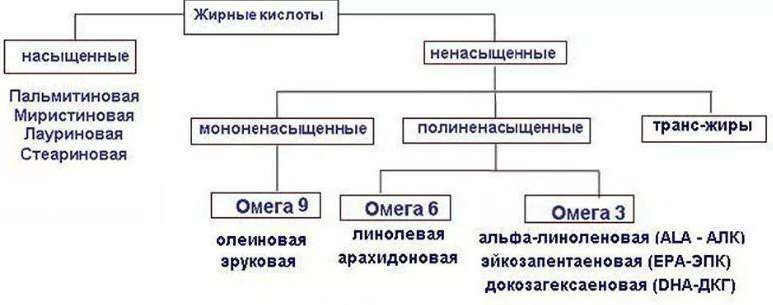 Жирные кислоты
насыщенные
ненасыщенные
Пальмитиновая
Миристиновая
Лауриновая
Стеариновая
мононенасыщенные
полиненасыщенные
транс-жиры
Омега 9
Омега 6
Омега 3
олеиновая
эруковая
линолевая
арахидоновая
альфа-линоленовая (ALA - АЛК)
эйкозапентаеновая (EPA-ЭПК)
докозагексаеновая (DHA-ДКГ)